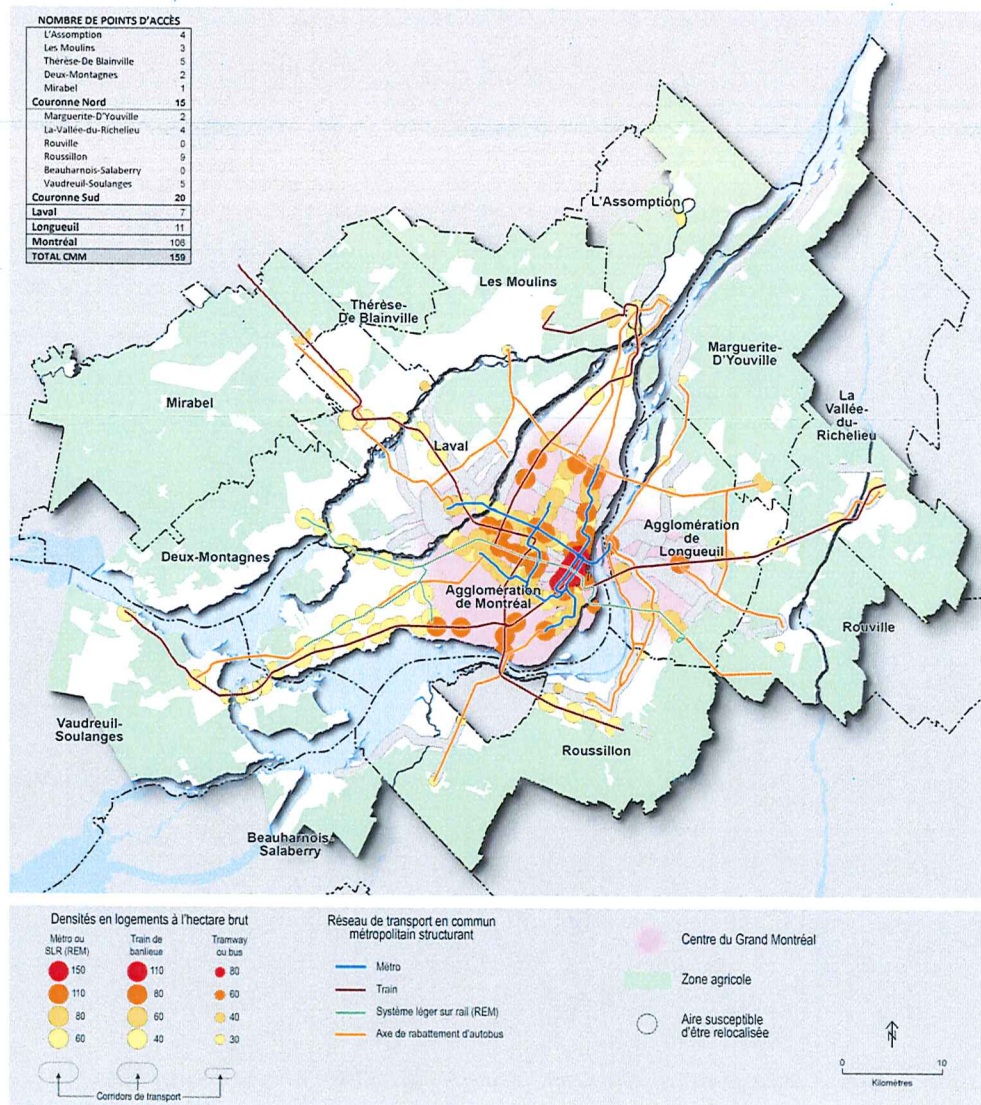 NOMBRE DE POINTS D'ACCÈS
L'Assomption 4
Les Moulins 3
Thérèse-De Blainville 5
Deux-Montagnes 2
Mirabel 1
Couronne Nord 15
Marguerite-D'Youville 2
La-Vallée-du-Richelieu 4
Rouville 0
Roussillon 9
Beauharnois-Salaberry 0
Vaudreuil-Soulanges 5
Couronne Sud 20
Laval 7
Longueuil 11
Montréal 106
TOTAL CMM 159
L'Assomption
Les Moulins
Thérèse-
De Blainville
Marguerite-
D'Youville
Mirabel
La
Vallée-
du-
Richelieu
Laval
Agglomération
de
Longueuil
Deux-Montagnes
Agglomération
de Montréal
Rouville
Vaudreuil-
Soulanges
Roussillon
Beauharnois-
Salaberry
Densités en logements à l'hectare brut
Métro ou
SLR (REM)
Train de
banlieue
Tramway
ou bus
150 110 80
110 80 60
80 60 40
60 40 30
Corridors de transport
Réseau de transport en commun
métropolitain structurant
Métro
Train
Système léger sur rail (REM)
Axe de rabattement d'autobus
Centre du Grand Montréal
Zone agricole
Aire susceptible
d'être relocalisée
N
0 10
Kilomètres